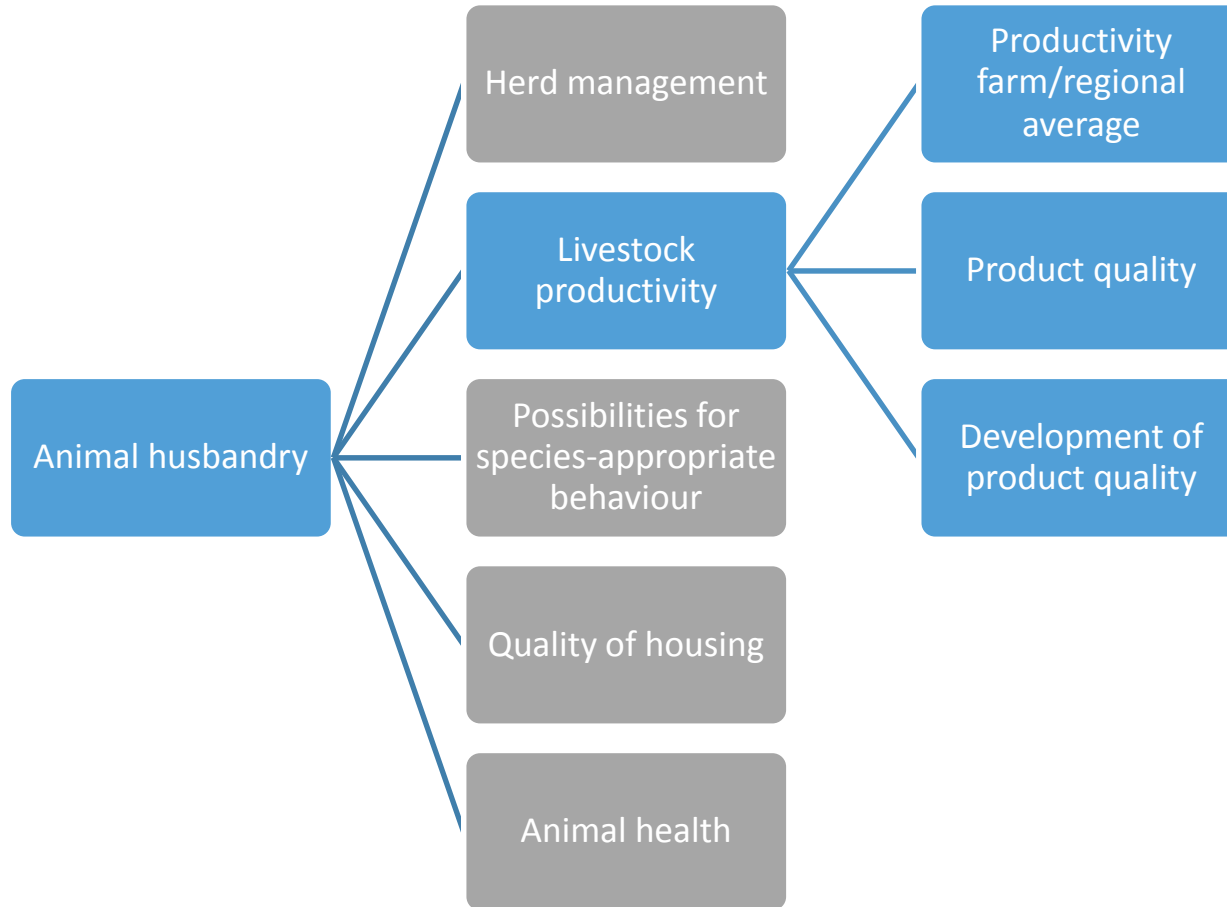 Animal husbandry
Herd management
Livestock
productivity
Possibilities for
species-appropriate
behaviour
Quality of housing
Animal health
Productivity
farm/regional
average
Product quality
Development of
product quality